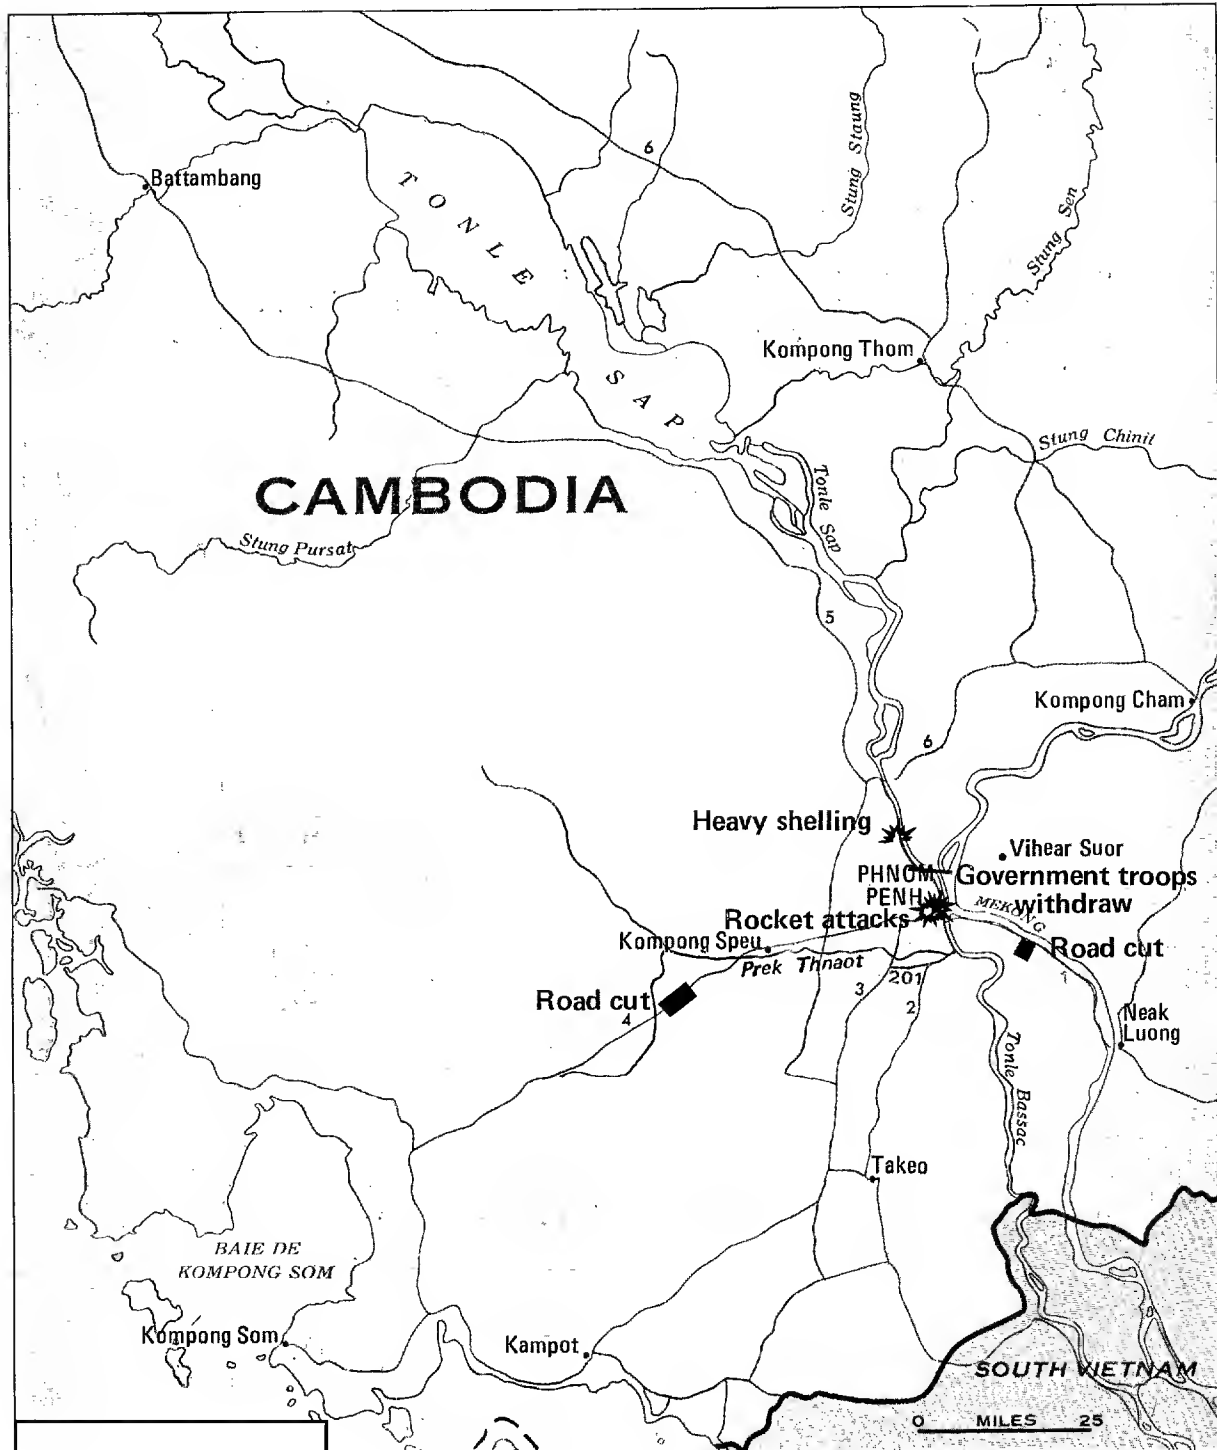 6
Stung Staung
Battambang
TONLE
SAP
Stung Sen
Kompong Thom
Stung Chinit
CAMBODIA
Tonle Sap
Stung Pursat
5
Kompong Cham
6
Heavy shelling
Vihear Suor
PHNOM
PENH
Government troops
withdraw
MEKONG
Rocket attacks
Kompong Speu
Road cut
Prek Thnaot
201
1
3
2
Road cut
4
Neak
Luong
Tonle Bassac
Takeo
BAIE DE
KOMPONG SOM
Kompong Som
Kampot
SOUTH VIETNAM
0 MILES 25